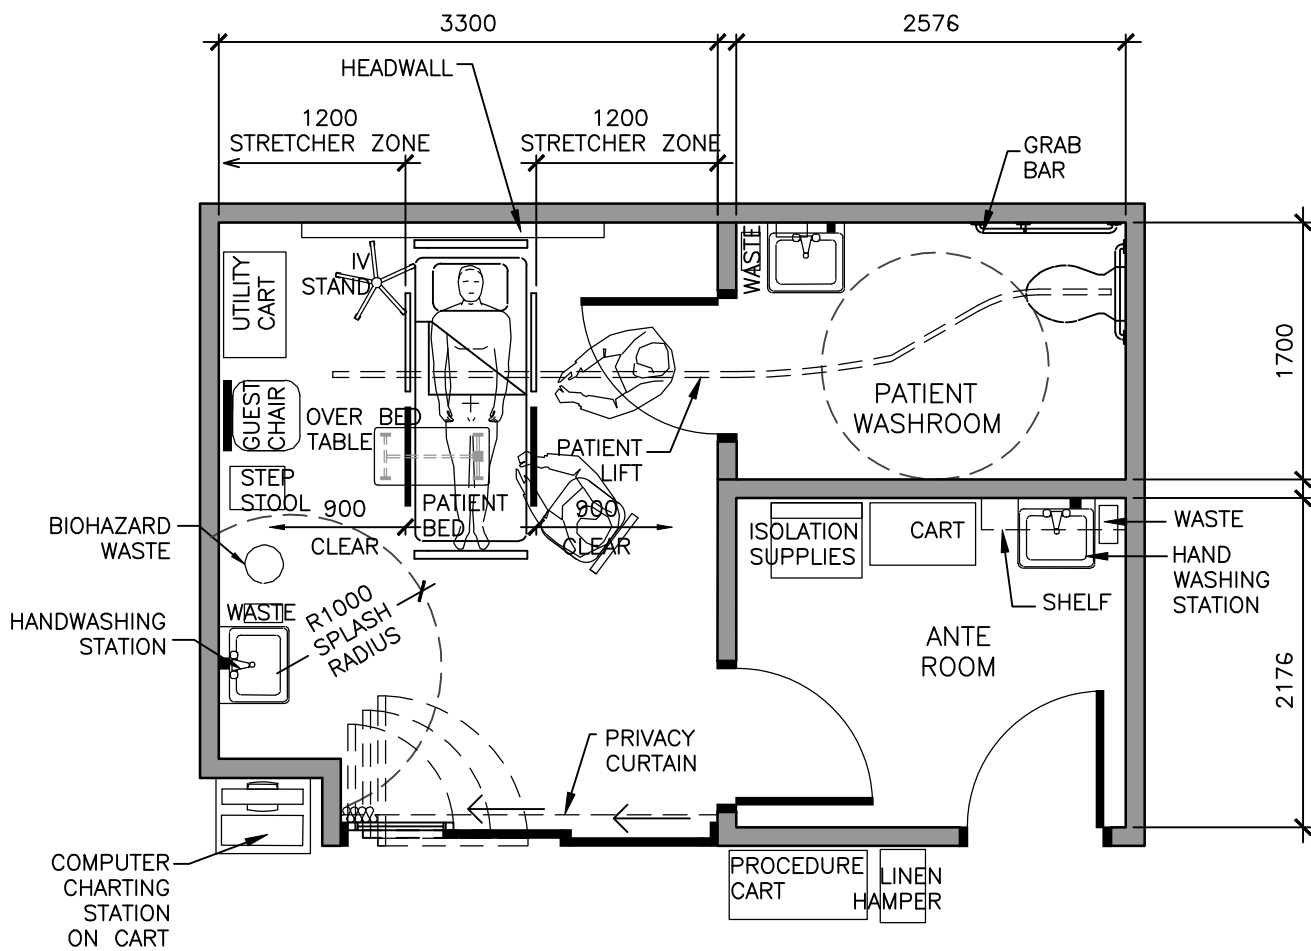 3300
2576
HEADWALL
1200
STRETCHER ZONE
1200
STRETCHER ZONE
GRAB
BAR
WASTE
IV
STAND
UTILITY
CART
GUEST
CHAIR
OVER BED
TABLE
PATIENT
WASHROOM
1700
PATIENT
LIFT
STEP
STOOL
900
CLEAR
PATIENT
BED
900
CLEAR
BIOHAZARD
WASTE
ISOLATION
SUPPLIES
CART
WASTE
HAND
WASHING
STATION
SHELF
WASTE
HANDWASHING
STATION
R1000
SPLASH
RADIUS
ANTE
ROOM
2176
PRIVACY
CURTAIN
COMPUTER
CHARTING
STATION
ON CART
PROCEDURE
CART
LINEN
HAMPER